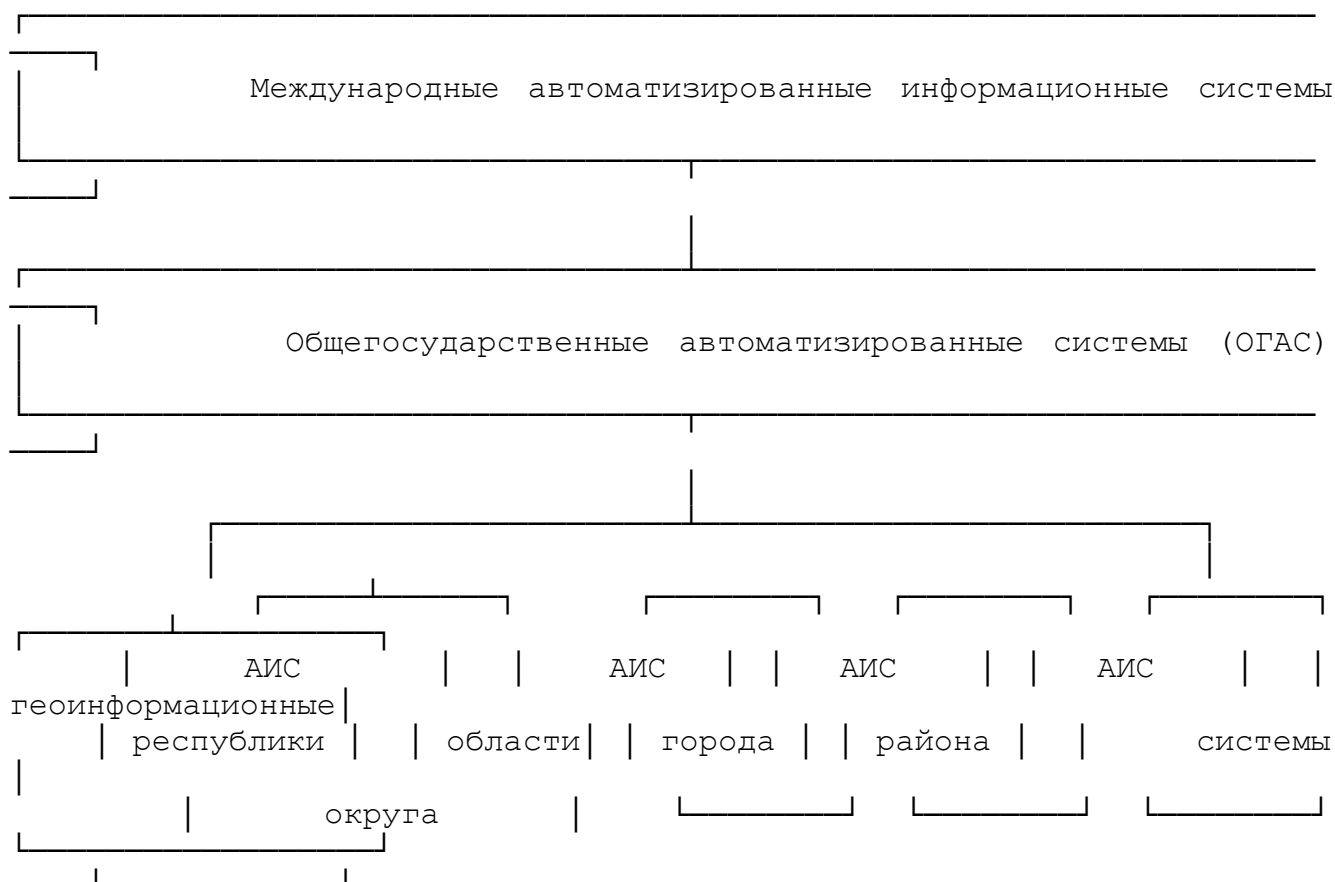 Международные автоматизированные информационные системы
Общегосударственные автоматизированные системы (ОГАС)
АИС АИС АИС АИС
геоинформационные
республики области города района системы
округа